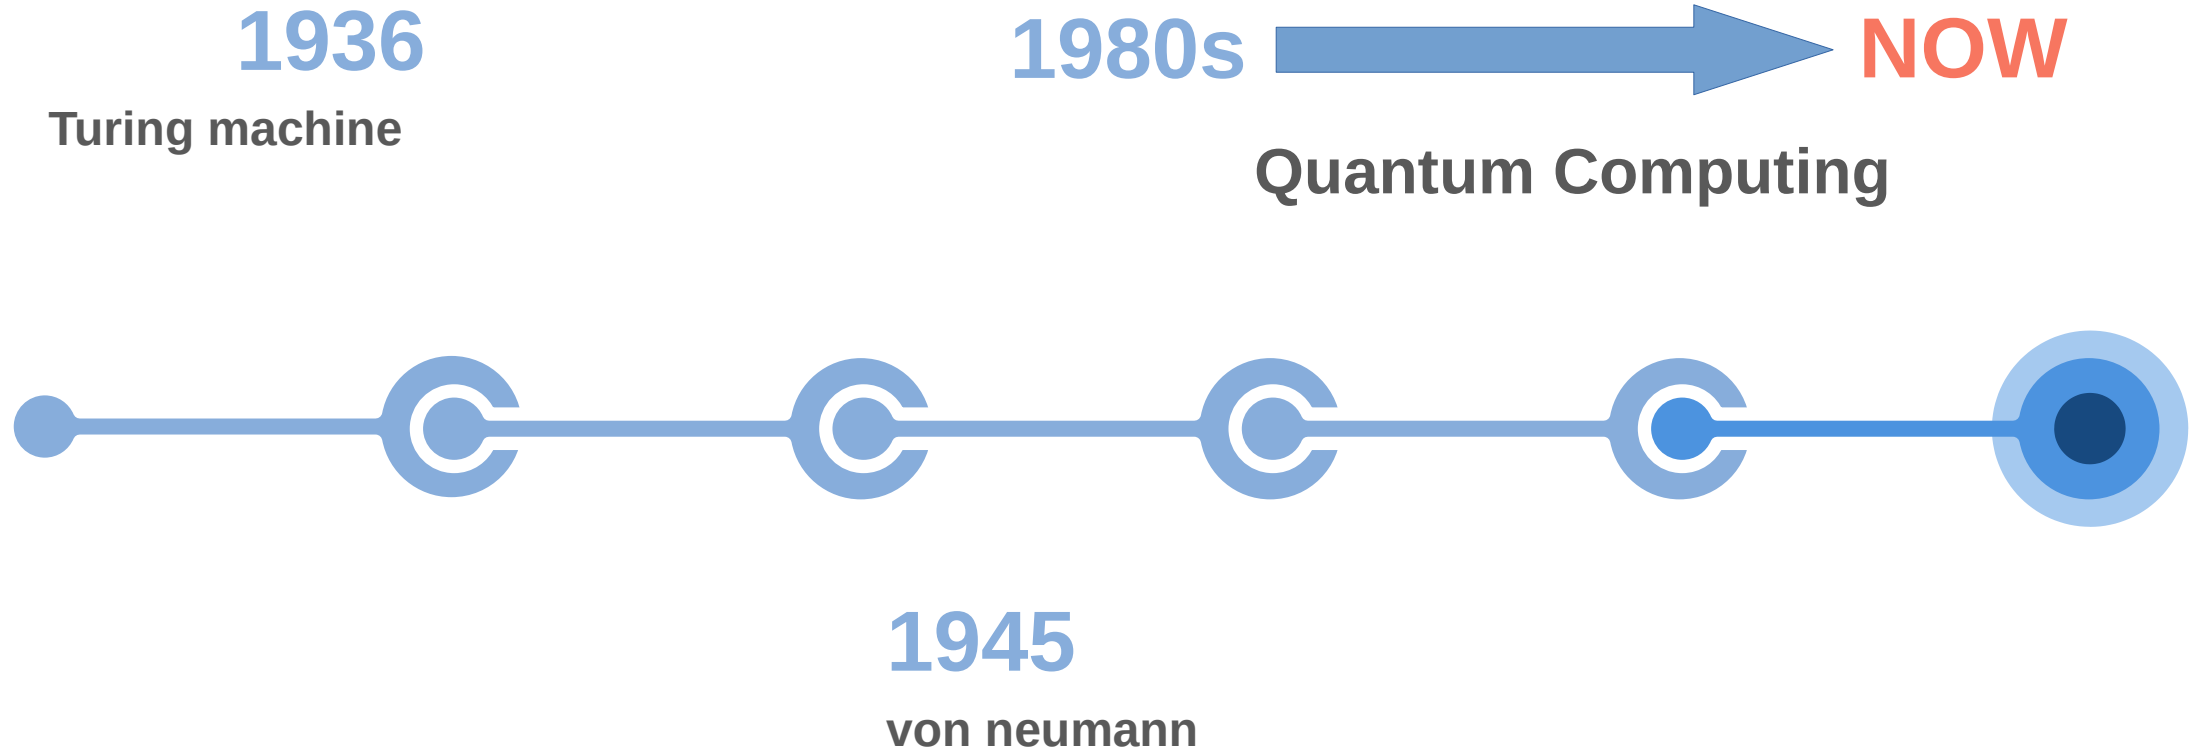 1936
Turing machine
1980s
NOW
Quantum Computing
1945
von neumann